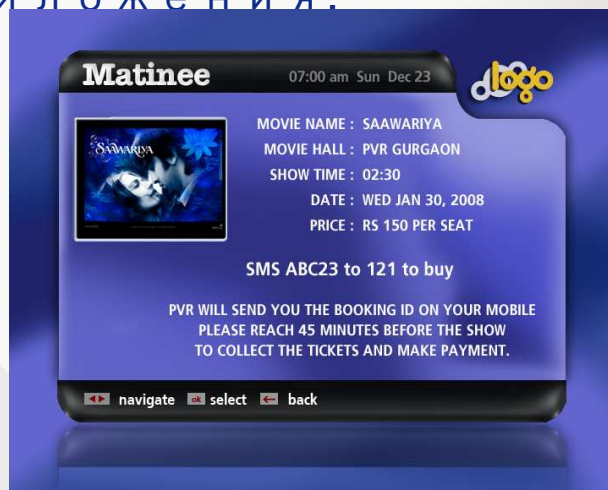 ложения.
Matinee
07:00 am Sun Dec 23
logo
SAAWARIYA
MOVIE NAME : SAAWARIYA
MOVIE HALL : PVR GURGAON
SHOW TIME : 02:30
DATE : WED JAN 30, 2008
PRICE : RS 150 PER SEAT
SMS ABC23 to 121 to buy
PVR WILL SEND YOU THE BOOKING ID ON YOUR MOBILE
PLEASE REACH 45 MINUTES BEFORE THE SHOW
TO COLLECT THE TICKETS AND MAKE PAYMENT.
navigate ok select back